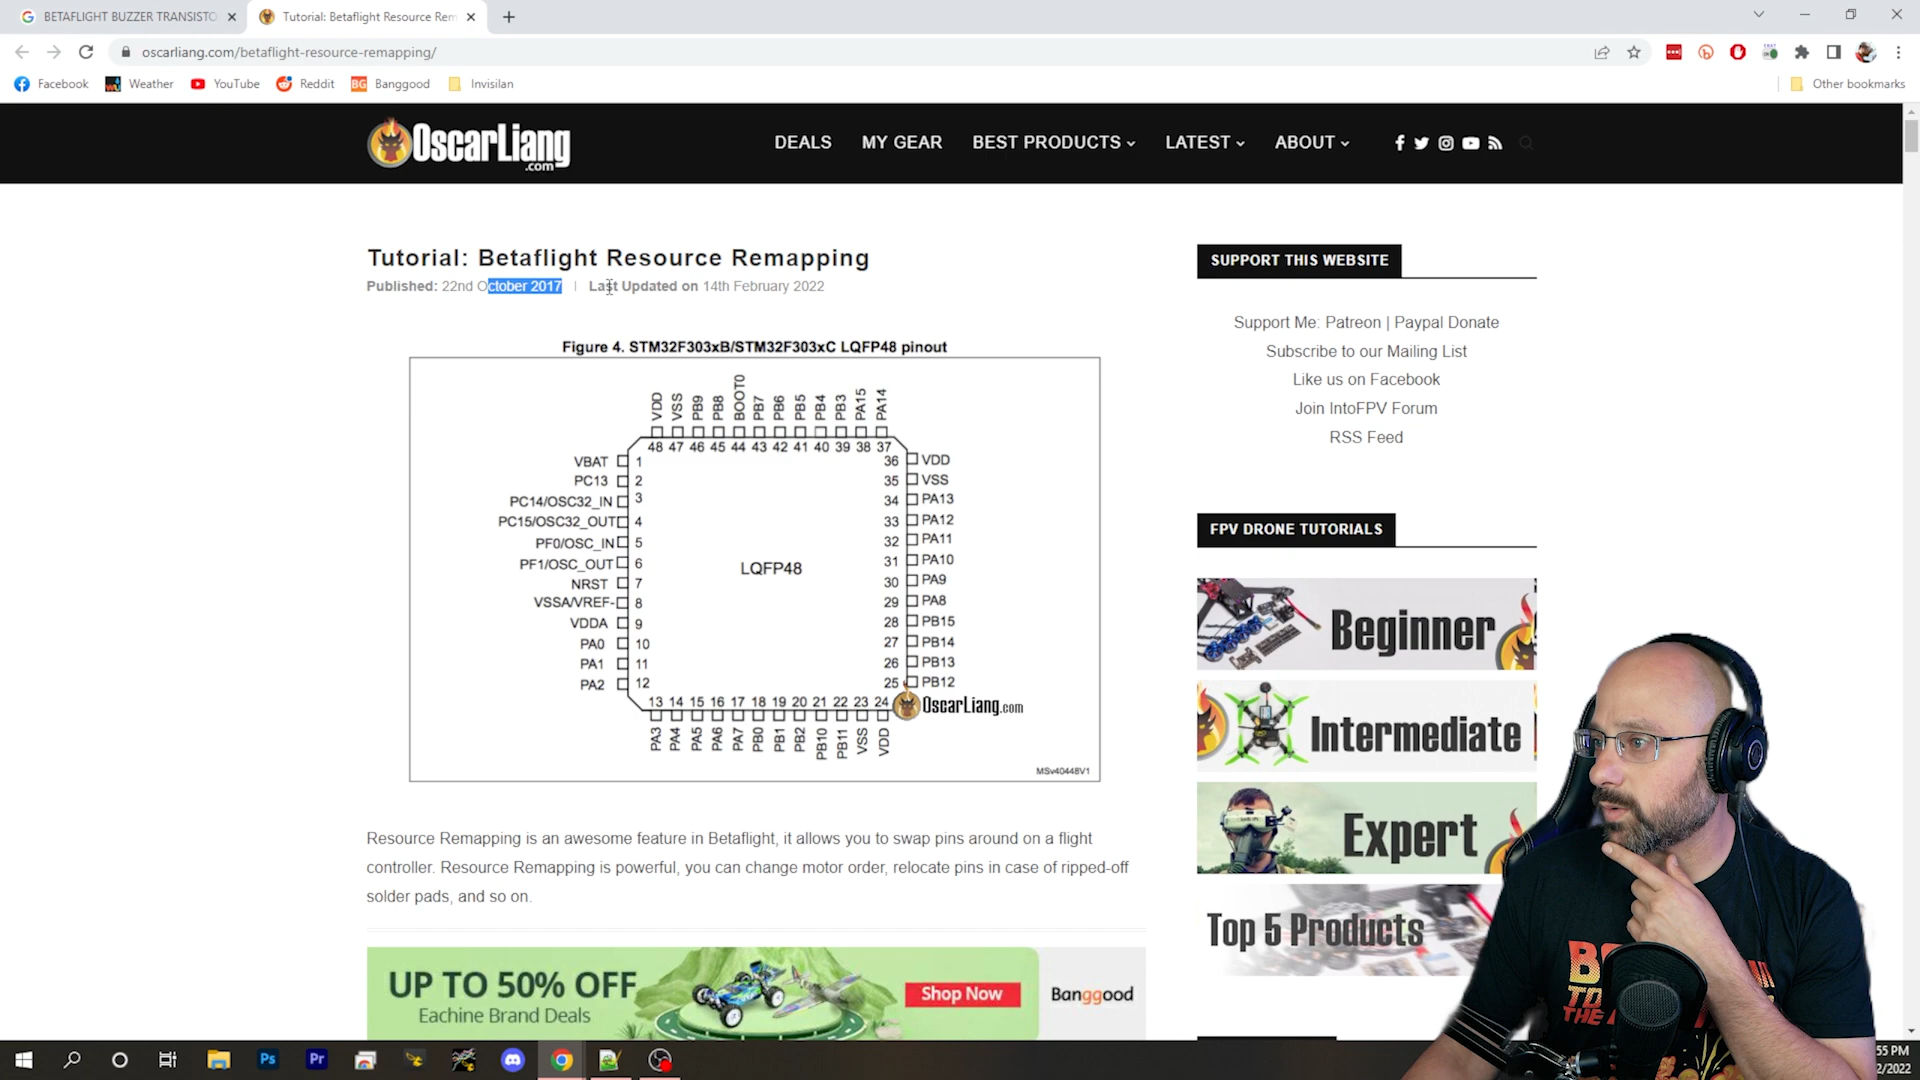 BETAFLIGHT BUZZER TRANSISTO
Tutorial: Betaflight Resource Rem
oscarliang.com/betaflight-resource-remapping/
Facebook
Weather
YouTube
Reddit
BG Banggood
Invisilan
Other bookmarks
OscarLiang
.com
DEALS
MY GEAR
BEST PRODUCTS
LATEST
ABOUT
Tutorial: Betaflight Resource Remapping
Published: 22nd October 2017 | Last Updated on 14th February 2022
Figure 4. STM32F303xB/STM32F303xC LQFP48 pinout
VDD VSS PB9 PB8 BOOT0 PB7 PB6 PB5 PB4 PB3 PA15 PA14
48 47 46 45 44 43 42 41 40 39 38 37
VBAT 1 36 VDD
PC13 2 35 VSS
PC14/OSC32_IN 3 34 PA13
PC15/OSC32_OUT 4 33 PA12
PF0/OSC_IN 5 32 PA11
PF1/OSC_OUT 6 31 PA10
NRST 7 30 PA9
VSSA/VREF- 8 29 PA8
VDDA 9 28 PB15
PA0 10 27 PB14
PA1 11 26 PB13
PA2 12 25 PB12
LQFP48
13 14 15 16 17 18 19 20 21 22 23 24
PA3 PA4 PA5 PA6 PA7 PB0 PB1 PB2 PB10 PB11 VSS VDD
OscarLiang.com
MSv40448V1
Resource Remapping is an awesome feature in Betaflight, it allows you to swap pins around on a flight
controller. Resource Remapping is powerful, you can change motor order, relocate pins in case of ripped-off
solder pads, and so on.
UP TO 50% OFF
Eachine Brand Deals
Shop Now
Banggood
SUPPORT THIS WEBSITE
Support Me: Patreon | Paypal Donate
Subscribe to our Mailing List
Like us on Facebook
Join IntoFPV Forum
RSS Feed
FPV DRONE TUTORIALS
Beginner
Intermediate
Expert
Top 5 Products
Ps
Pr
55 PM
2/2022